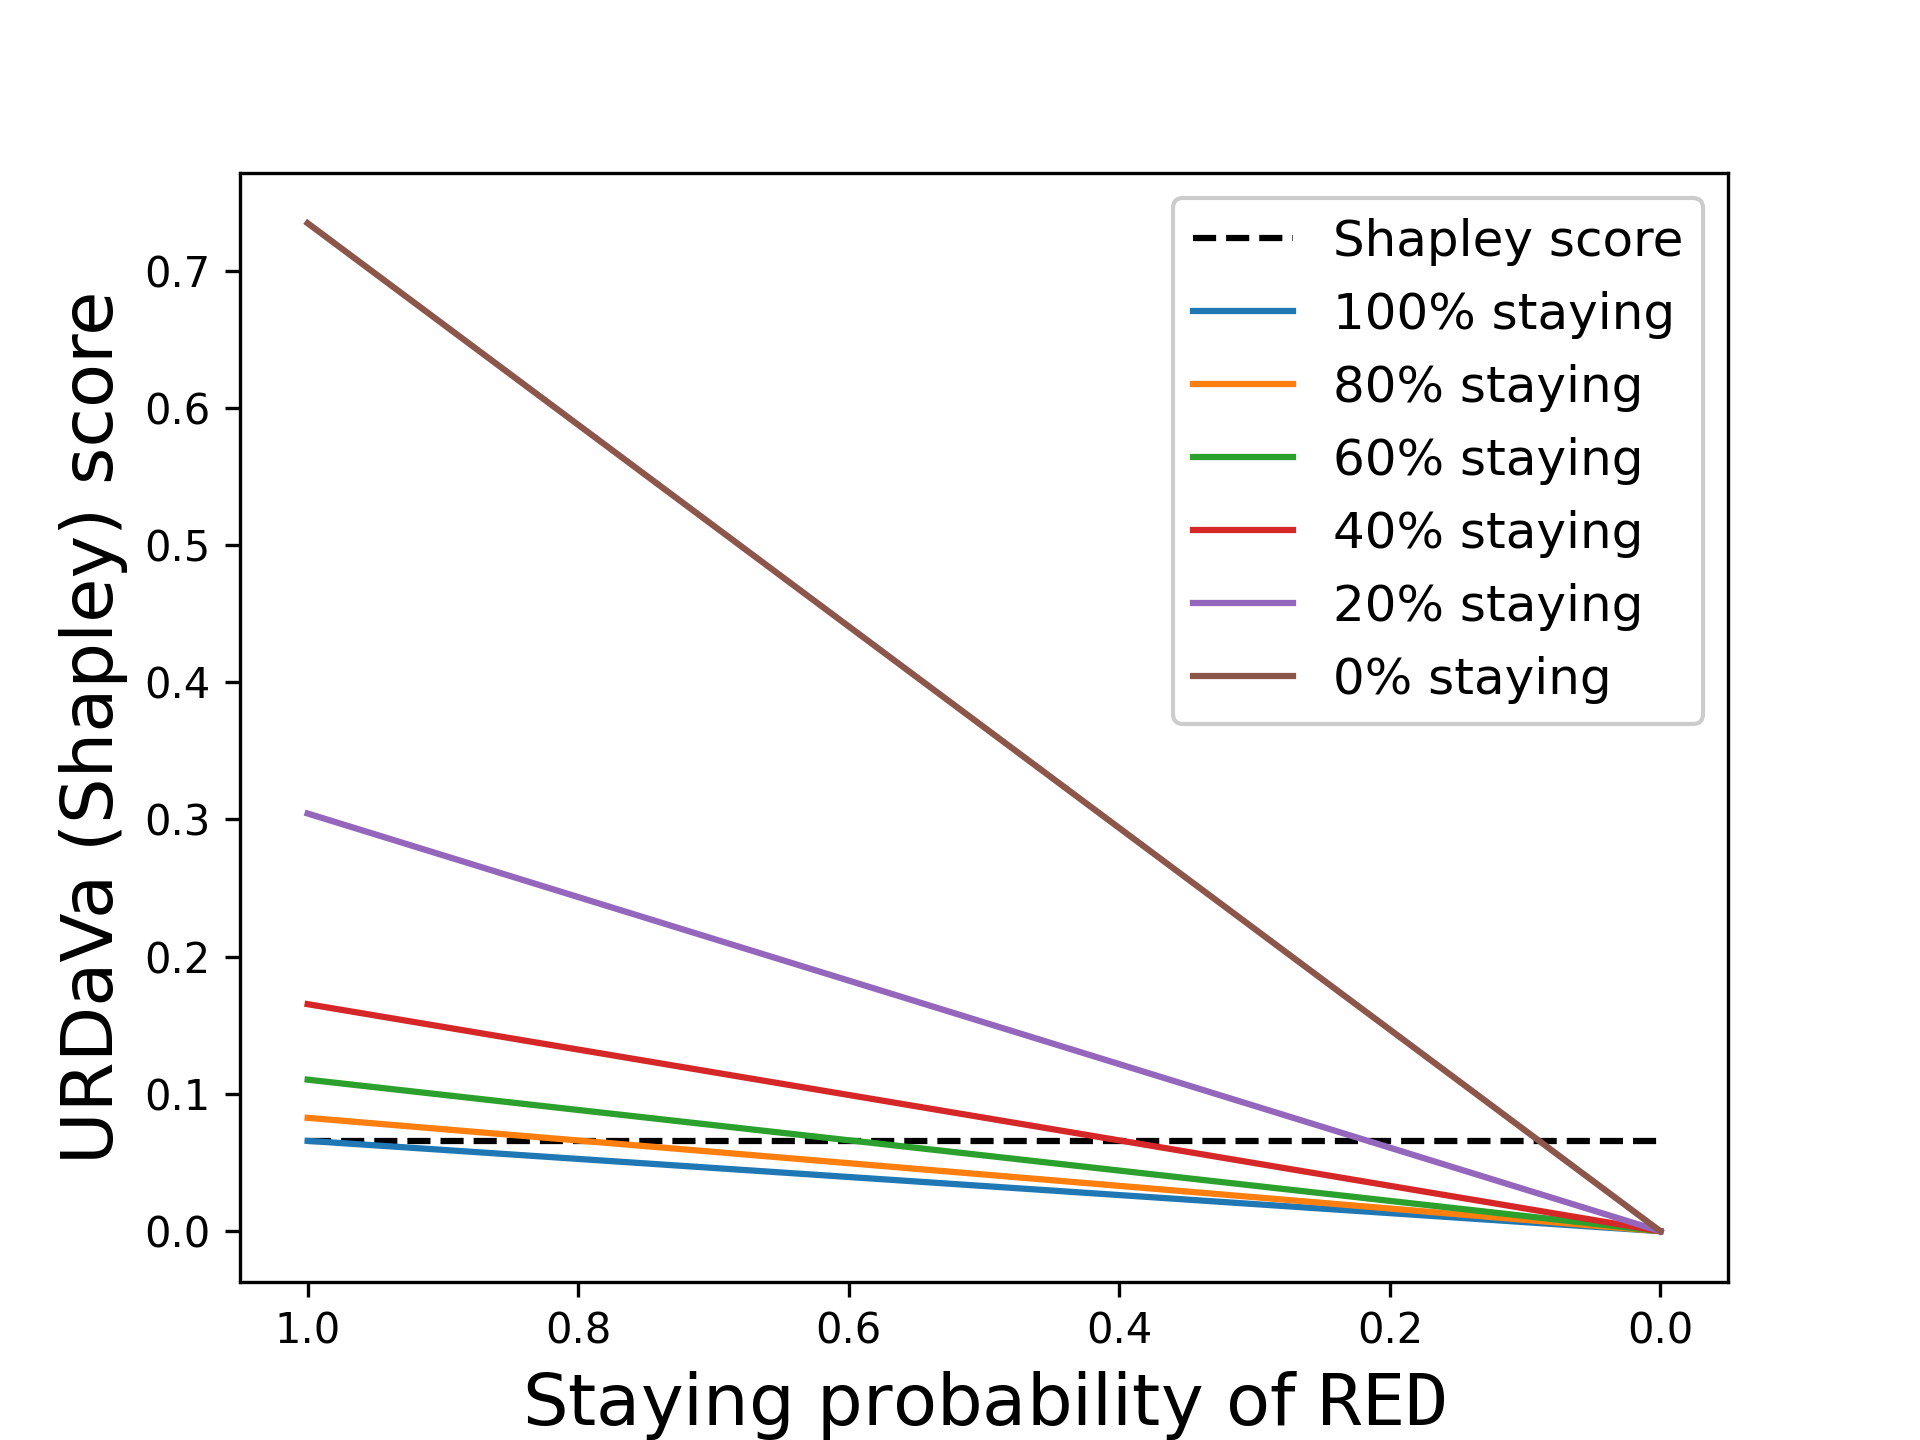 URDaVa (Shapley) score
0.7
0.6
0.5
0.4
0.3
0.2
0.1
0.0
Shapley score
100% staying
80% staying
60% staying
40% staying
20% staying
0% staying
1.0 0.8 0.6 0.4 0.2 0.0
Staying probability of RED